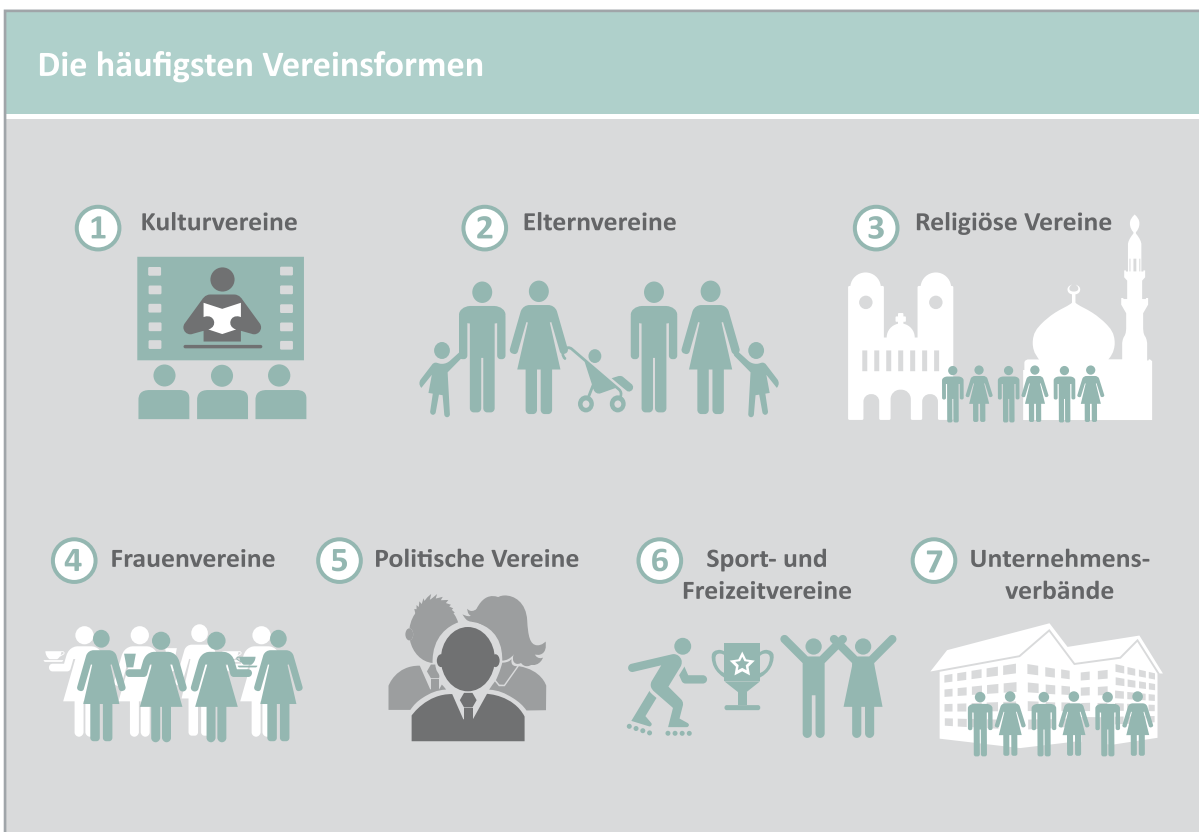 Die häufigsten Vereinsformen
1 Kulturvereine
2 Elternvereine
3 Religiöse Vereine
4 Frauenvereine
5 Politische Vereine
6 Sport- und
Freizeitvereine
7 Unternehmens-
verbände